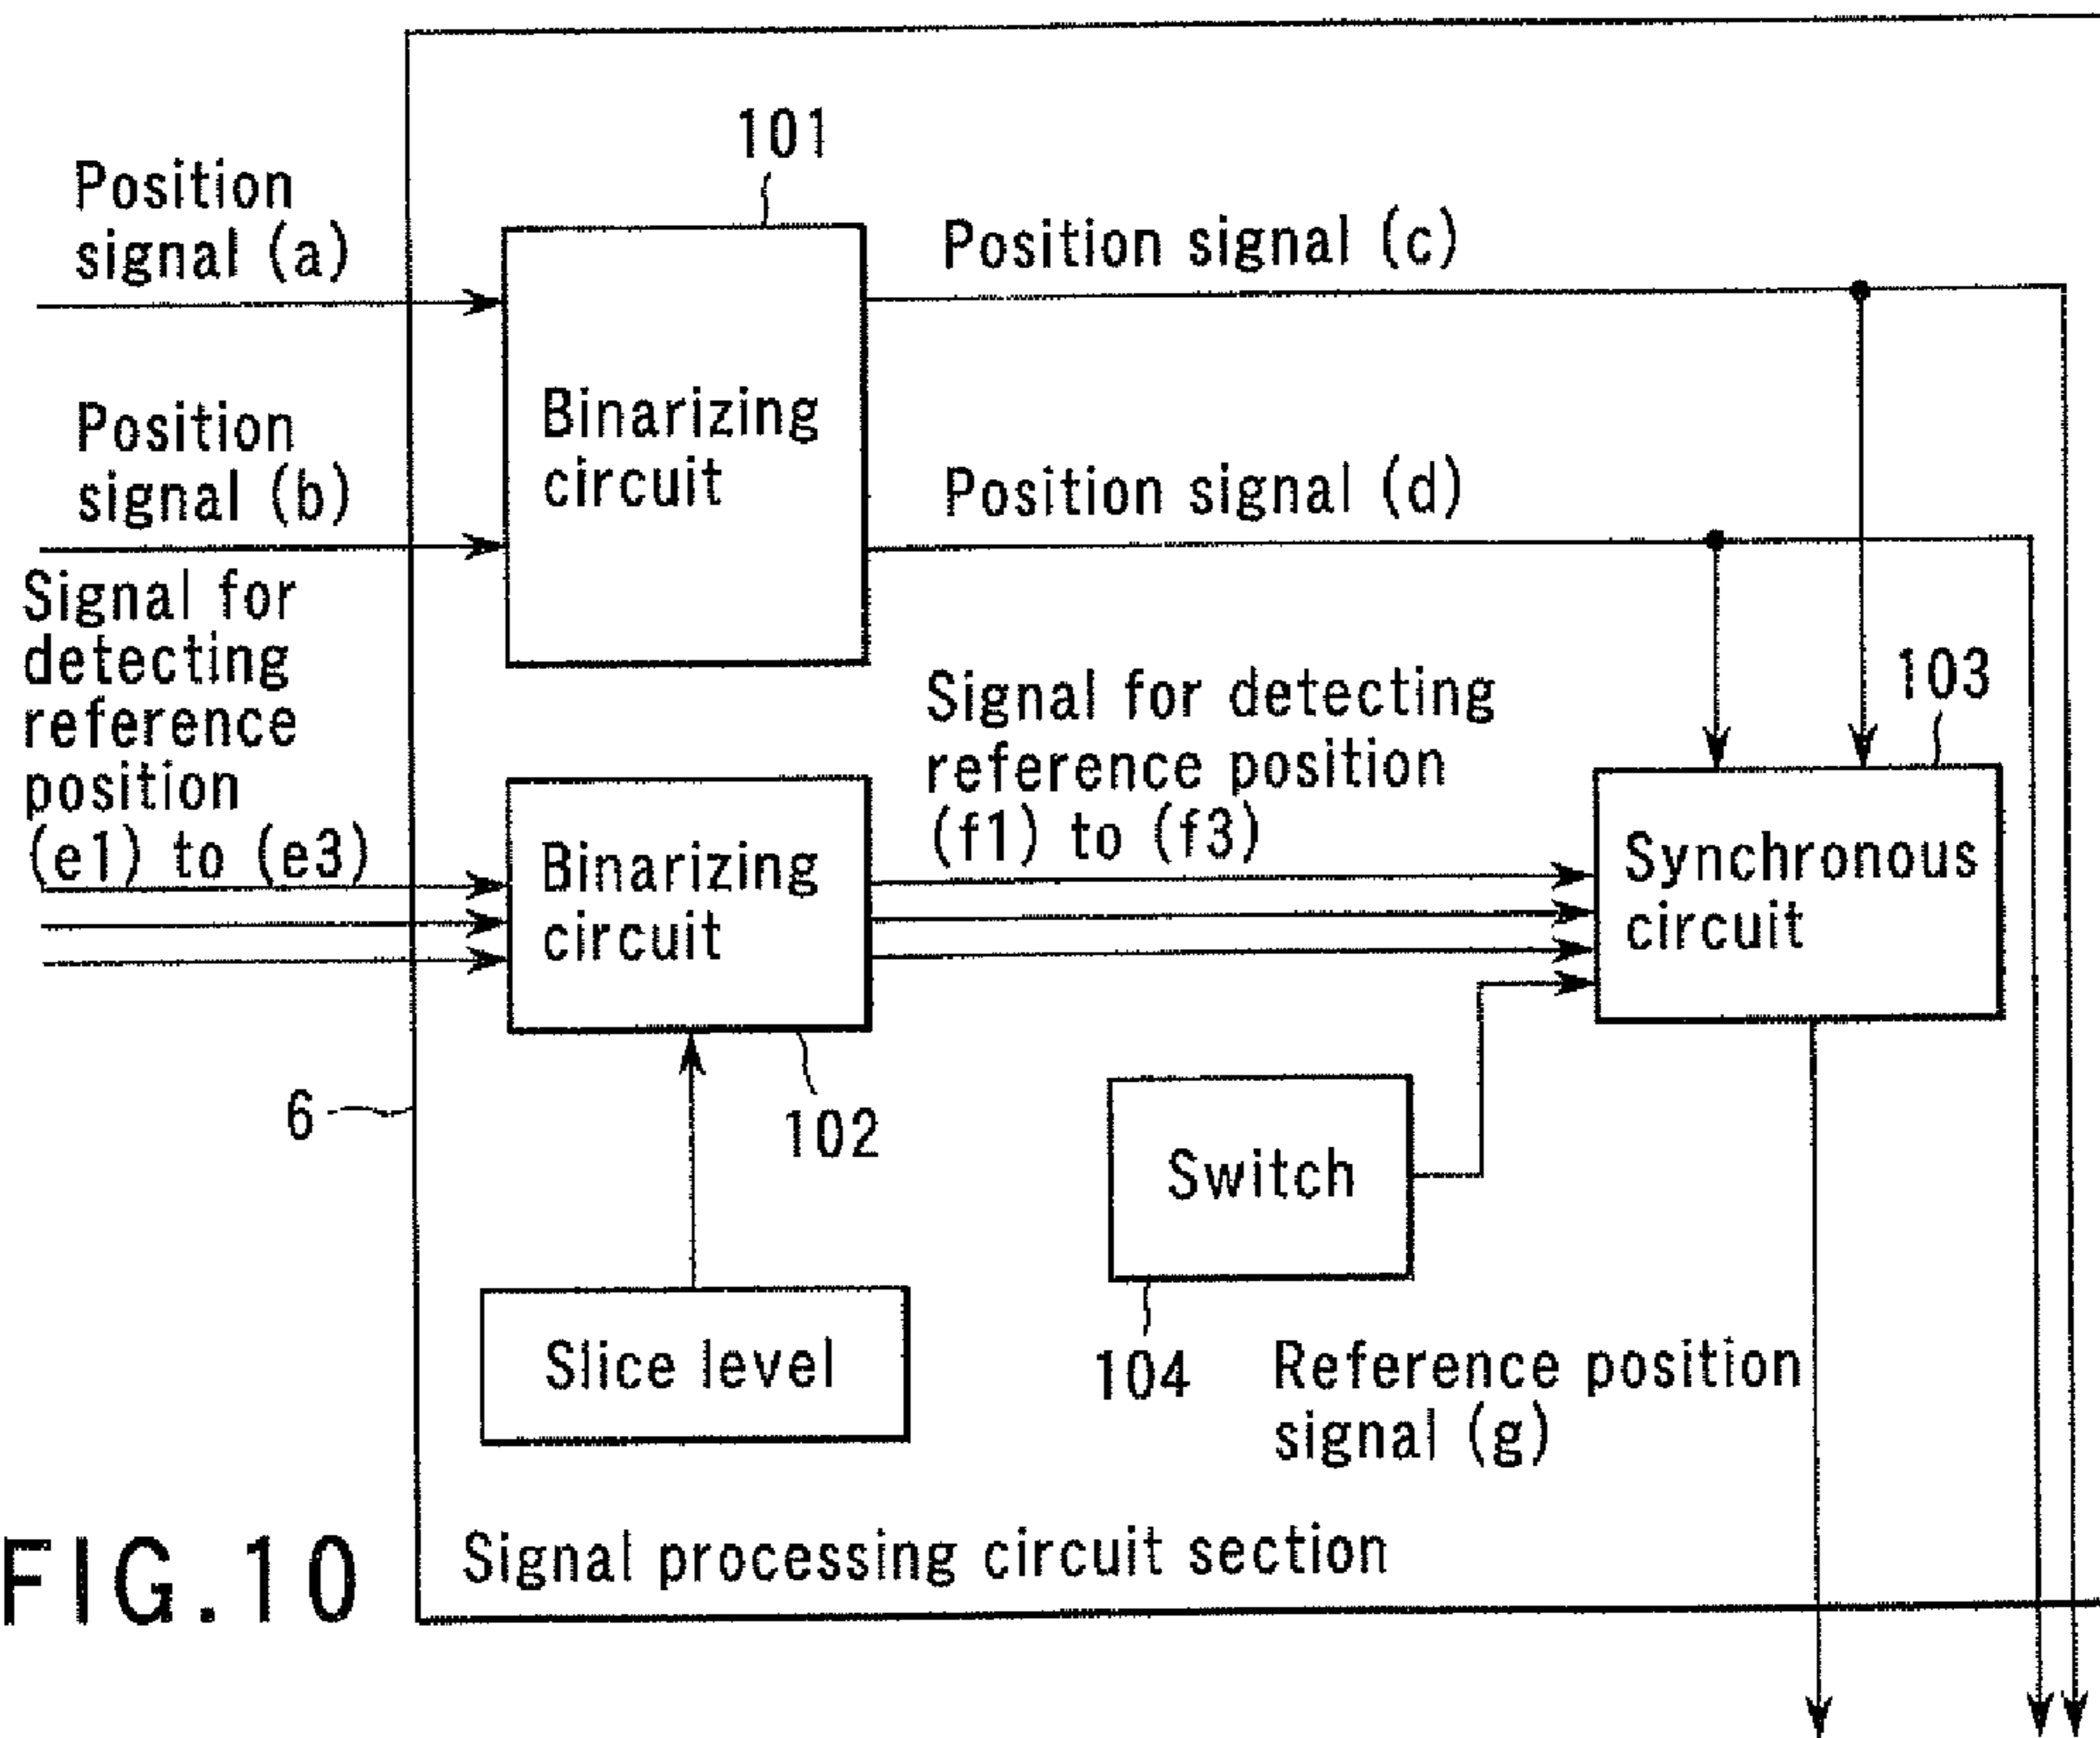 101
Position
signal (a)
Position signal (c)
Position
signal (b)
Binarizing
circuit
Position signal (d)
Signal for
detecting
reference
position
(e1) to (e3)
Signal for detecting
reference position
(f1) to (f3)
103
Binarizing
circuit
Synchronous
circuit
6
102
Switch
Slice level
104
Reference position
signal (g)
Signal processing circuit section
FIG.10